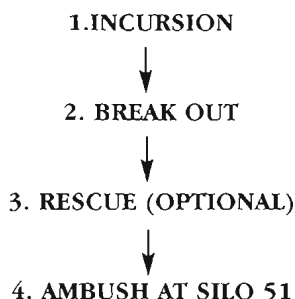 1.INCURSION
2. BREAK OUT
3. RESCUE (OPTIONAL)
4. AMBUSH AT SILO 51